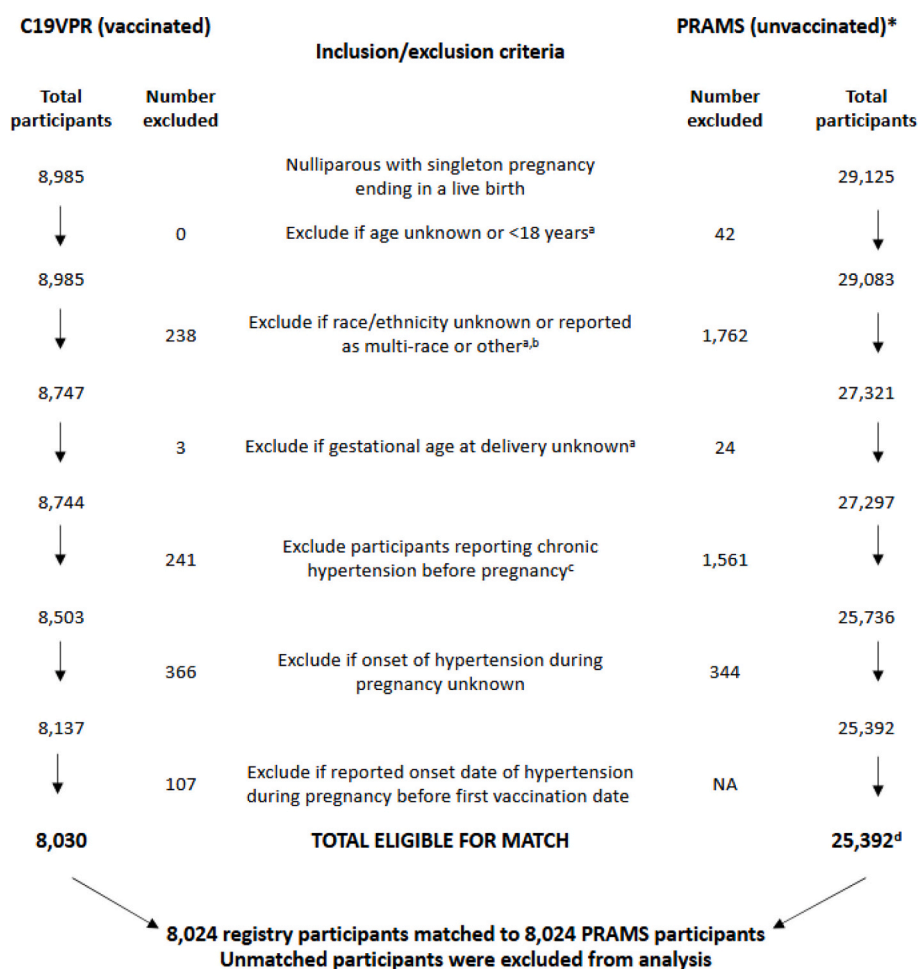 C19VPR (vaccinated)
PRAMS (unvaccinated)*
Inclusion/exclusion criteria
Total
participants
Number
excluded
Number
excluded
Total
participants
8,985
Nulliparous with singleton pregnancy
ending in a live birth
29,125
0
Exclude if age unknown or <18 yearsᵃ
42
8,985
29,083
238
Exclude if race/ethnicity unknown or reported
as multi-race or otherᵃ,ᵇ
1,762
8,747
27,321
3
Exclude if gestational age at delivery unknownᵃ
24
8,744
27,297
241
Exclude participants reporting chronic
hypertension before pregnancyᶜ
1,561
8,503
25,736
366
Exclude if onset of hypertension during
pregnancy unknown
344
8,137
25,392
107
Exclude if reported onset date of hypertension
during pregnancy before first vaccination date
NA
8,030
TOTAL ELIGIBLE FOR MATCH
25,392ᵈ
8,024 registry participants matched to 8,024 PRAMS participants
Unmatched participants were excluded from analysis